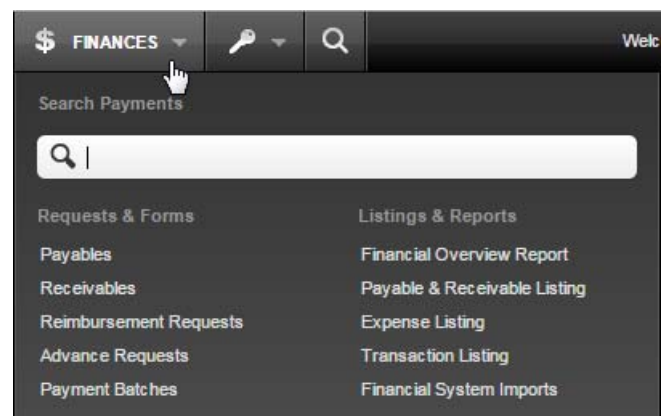 $ FINANCES
Welc
Search Payments
Requests & Forms
Payables
Receivables
Reimbursement Requests
Advance Requests
Payment Batches
Listings & Reports
Financial Overview Report
Payable & Receivable Listing
Expense Listing
Transaction Listing
Financial System Imports